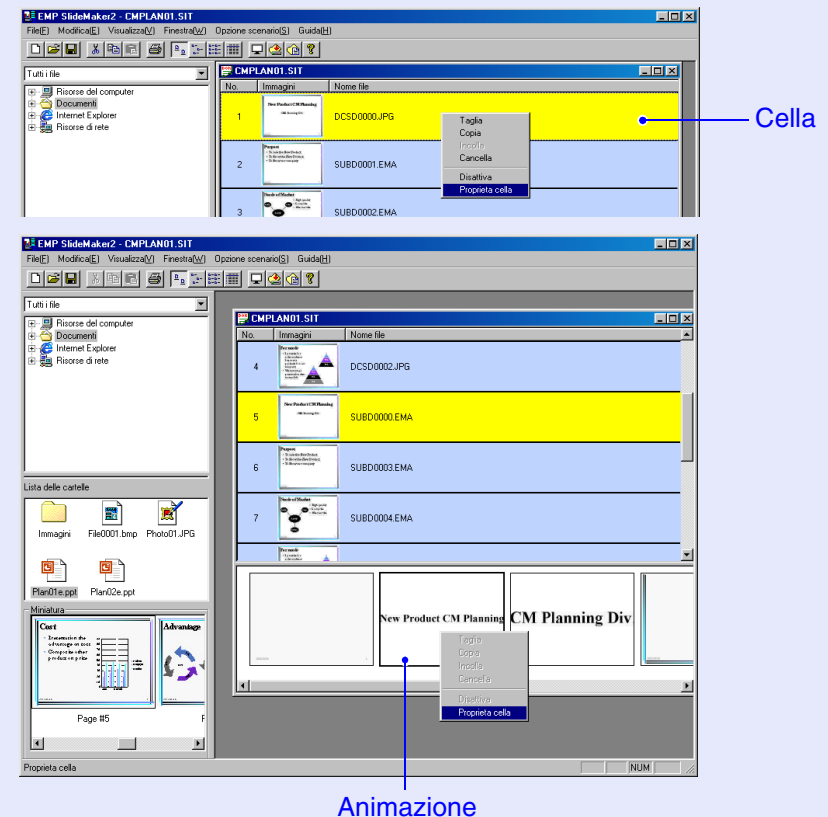 EMP SlideMaker2 - CMPLAN01.SIT
File(F) Modifica(E) Visualizza(V) Finestra(W) Opzione scenario(S) Guida(H)
Tutti i file
Risorse del computer
Documenti
Internet Explorer
Risorse di rete
CMPLAN01.SIT
No. Immagini Nome file
1 New Product CM Planning DCSD0000.JPG
CM Planning Div.
2 Purpose SUBD0001.EMA
3 Needs of Market SUBD0002.EMA
Taglia
Copia
Incolla
Cancella
Disattiva
Proprieta cella
Cella
EMP SlideMaker2 - CMPLAN01.SIT
File(F) Modifica(E) Visualizza(V) Finestra(W) Opzione scenario(S) Guida(H)
Tutti i file
Risorse del computer
Documenti
Internet Explorer
Risorse di rete
Lista delle cartelle
Immagini File0001.bmp Photo01.JPG
Plan01e.ppt Plan02e.ppt
Miniatura
Cost
Advantage
Page #5
CMPLAN01.SIT
No. Immagini Nome file
4 DCSD0002.JPG
5 New Product CM Planning SUBD0000.EMA
6 Purpose SUBD0003.EMA
7 Needs of Market SUBD0004.EMA
New Product CM Planning
CM Planning Div.
Taglia
Copia
Incolla
Cancella
Disattiva
Proprieta cella
Proprieta cella
NUM
Animazione